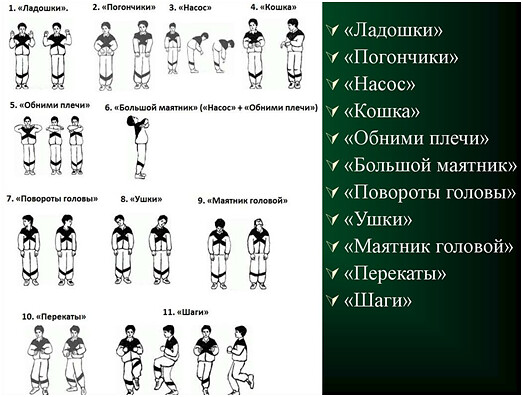 1. «Ладошки».
2. «Погончики»
3. «Насос»
4. «Кошка»
5. «Обними плечи»
6. «Большой маятник» («Насос» + «Обними плечи»)
7. «Повороты головы»
8. «Ушки»
9. «Маятник головой»
10. «Перекаты»
11. «Шаги»
«Ладошки»
«Погончики»
«Насос»
«Кошка»
«Обними плечи»
«Большой маятник»
«Повороты головы»
«Ушки»
«Маятник головой»
«Перекаты»
«Шаги»